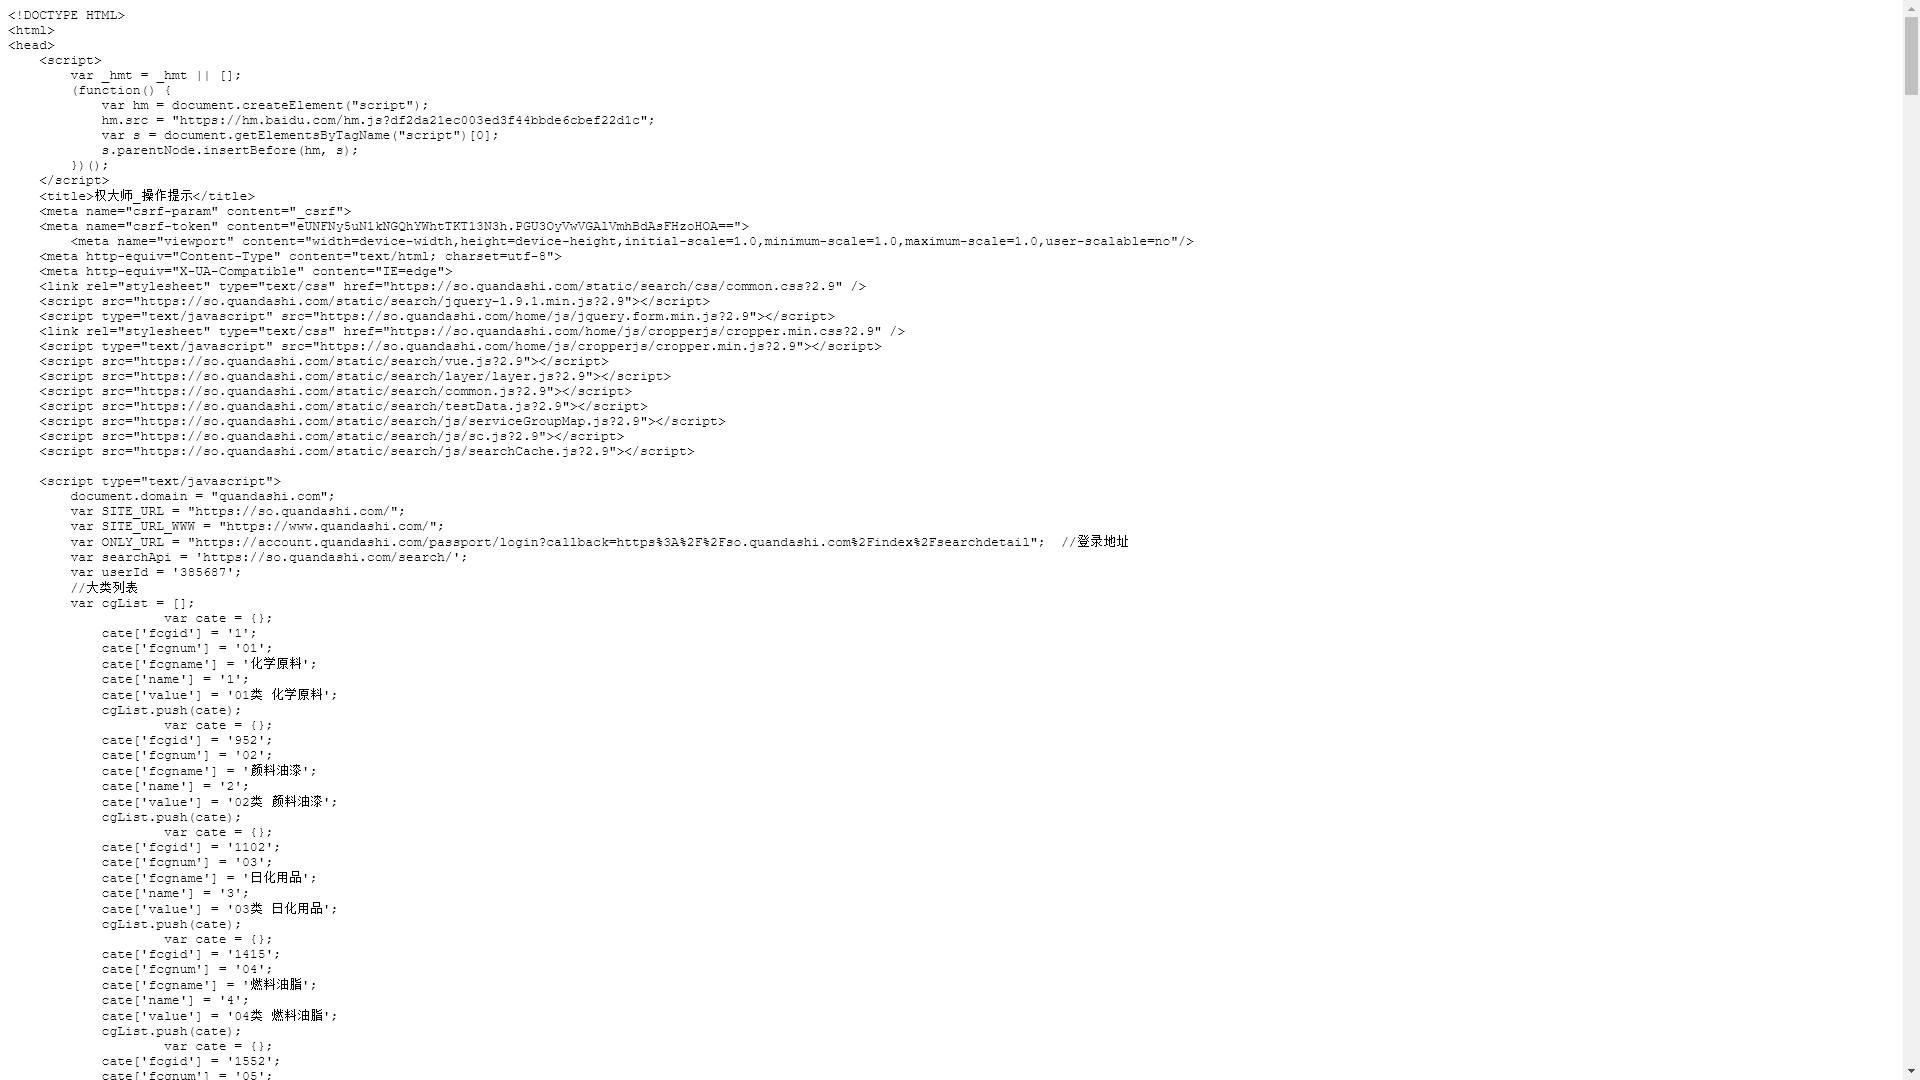 <!DOCTYPE HTML>
<html>
<head>
    <script>
        var _hmt = _hmt || [];
        (function() {
            var hm = document.createElement("script");
            hm.src = "https://hm.baidu.com/hm.js?df2da21ec003ed3f44bbde6cbef22d1c";
            var s = document.getElementsByTagName("script")[0];
            s.parentNode.insertBefore(hm, s);
        })();
    </script>
    <title>权大师_操作提示</title>
    <meta name="csrf-param" content="_csrf">
    <meta name="csrf-token" content="eUNFNy5uN1kNGQhYWhtTKT13N3h.PGU3OyVwVGAlVmhBdAsFHzoHOA==">
        <meta name="viewport" content="width=device-width,height=device-height,initial-scale=1.0,minimum-scale=1.0,maximum-scale=1.0,user-scalable=no"/>
    <meta http-equiv="Content-Type" content="text/html; charset=utf-8">
    <meta http-equiv="X-UA-Compatible" content="IE=edge">
    <link rel="stylesheet" type="text/css" href="https://so.quandashi.com/static/search/css/common.css?2.9" />
    <script src="https://so.quandashi.com/static/search/jquery-1.9.1.min.js?2.9"></script>
    <script type="text/javascript" src="https://so.quandashi.com/home/js/jquery.form.min.js?2.9"></script>
    <link rel="stylesheet" type="text/css" href="https://so.quandashi.com/home/js/cropperjs/cropper.min.css?2.9" />
    <script type="text/javascript" src="https://so.quandashi.com/home/js/cropperjs/cropper.min.js?2.9"></script>
    <script src="https://so.quandashi.com/static/search/vue.js?2.9"></script>
    <script src="https://so.quandashi.com/static/search/layer/layer.js?2.9"></script>
    <script src="https://so.quandashi.com/static/search/common.js?2.9"></script>
    <script src="https://so.quandashi.com/static/search/testData.js?2.9"></script>
    <script src="https://so.quandashi.com/static/search/js/serviceGroupMap.js?2.9"></script>
    <script src="https://so.quandashi.com/static/search/js/sc.js?2.9"></script>
    <script src="https://so.quandashi.com/static/search/js/searchCache.js?2.9"></script>

    <script type="text/javascript">
        document.domain = "quandashi.com";
        var SITE_URL = "https://so.quandashi.com/";
        var SITE_URL_WWW = "https://www.quandashi.com/";
        var ONLY_URL = "https://account.quandashi.com/passport/login?callback=https%3A%2F%2Fso.quandashi.com%2Findex%2Fsearchdetail";  //登录地址
        var searchApi = 'https://so.quandashi.com/search/';
        var userId = '385687';
        //大类列表
        var cgList = [];
                    var cate = {};
            cate['fcgid'] = '1';
            cate['fcgnum'] = '01';
            cate['fcgname'] = '化学原料';
            cate['name'] = '1';
            cate['value'] = '01类 化学原料';
            cgList.push(cate);
                    var cate = {};
            cate['fcgid'] = '952';
            cate['fcgnum'] = '02';
            cate['fcgname'] = '颜料油漆';
            cate['name'] = '2';
            cate['value'] = '02类 颜料油漆';
            cgList.push(cate);
                    var cate = {};
            cate['fcgid'] = '1102';
            cate['fcgnum'] = '03';
            cate['fcgname'] = '日化用品';
            cate['name'] = '3';
            cate['value'] = '03类 日化用品';
            cgList.push(cate);
                    var cate = {};
            cate['fcgid'] = '1415';
            cate['fcgnum'] = '04';
            cate['fcgname'] = '燃料油脂';
            cate['name'] = '4';
            cate['value'] = '04类 燃料油脂';
            cgList.push(cate);
                    var cate = {};
            cate['fcgid'] = '1552';
            cate['fcgnum'] = '05';